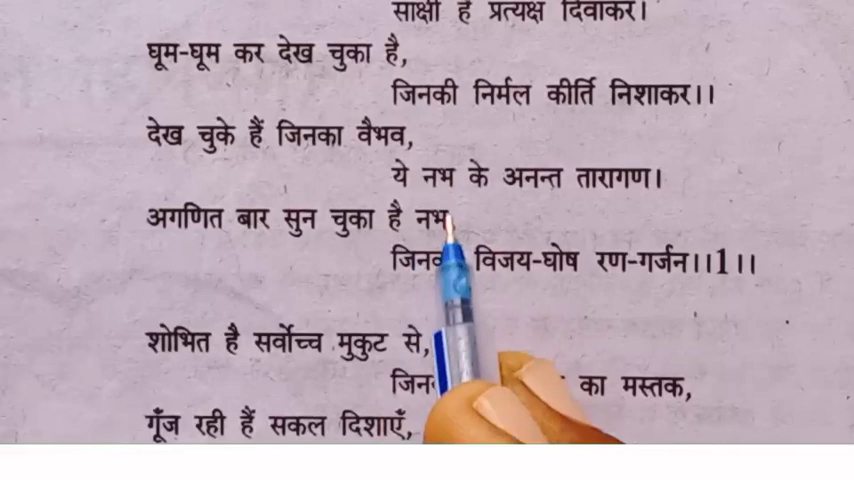 साक्षी है प्रत्यक्ष दिवाकर।
घूम-घूम कर देख चुका है,
जिनकी निर्मल कीर्ति निशाकर।।
देख चुके हैं जिनका वैभव,
ये नभ के अनन्त तारागण।
अगणित बार सुन चुका है नभ
विजय-घोष रण-गर्जन।।1।।
शोभित है सर्वोच्च मुकुट से,
का मस्तक,
गूँज रही हैं सकल दिशाएँ,